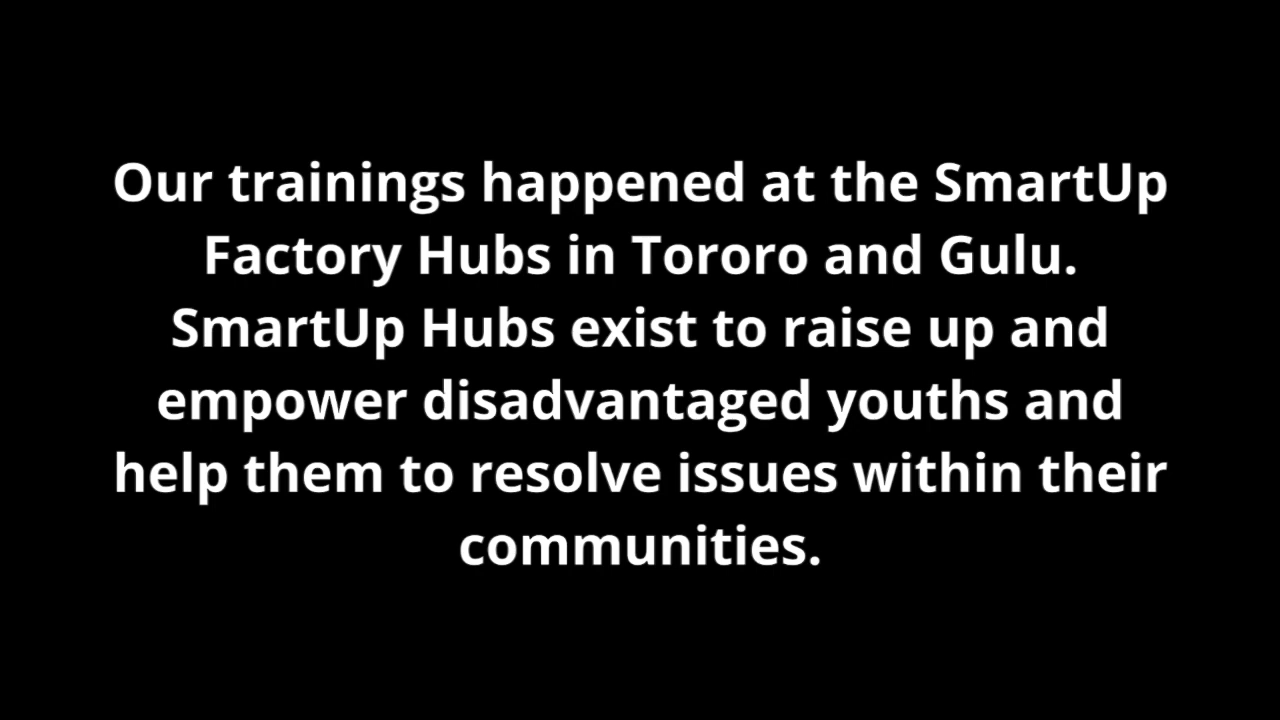 Our trainings happened at the SmartUp
Factory Hubs in Tororo and Gulu.
SmartUp Hubs exist to raise up and
empower disadvantaged youths and
help them to resolve issues within their
communities.